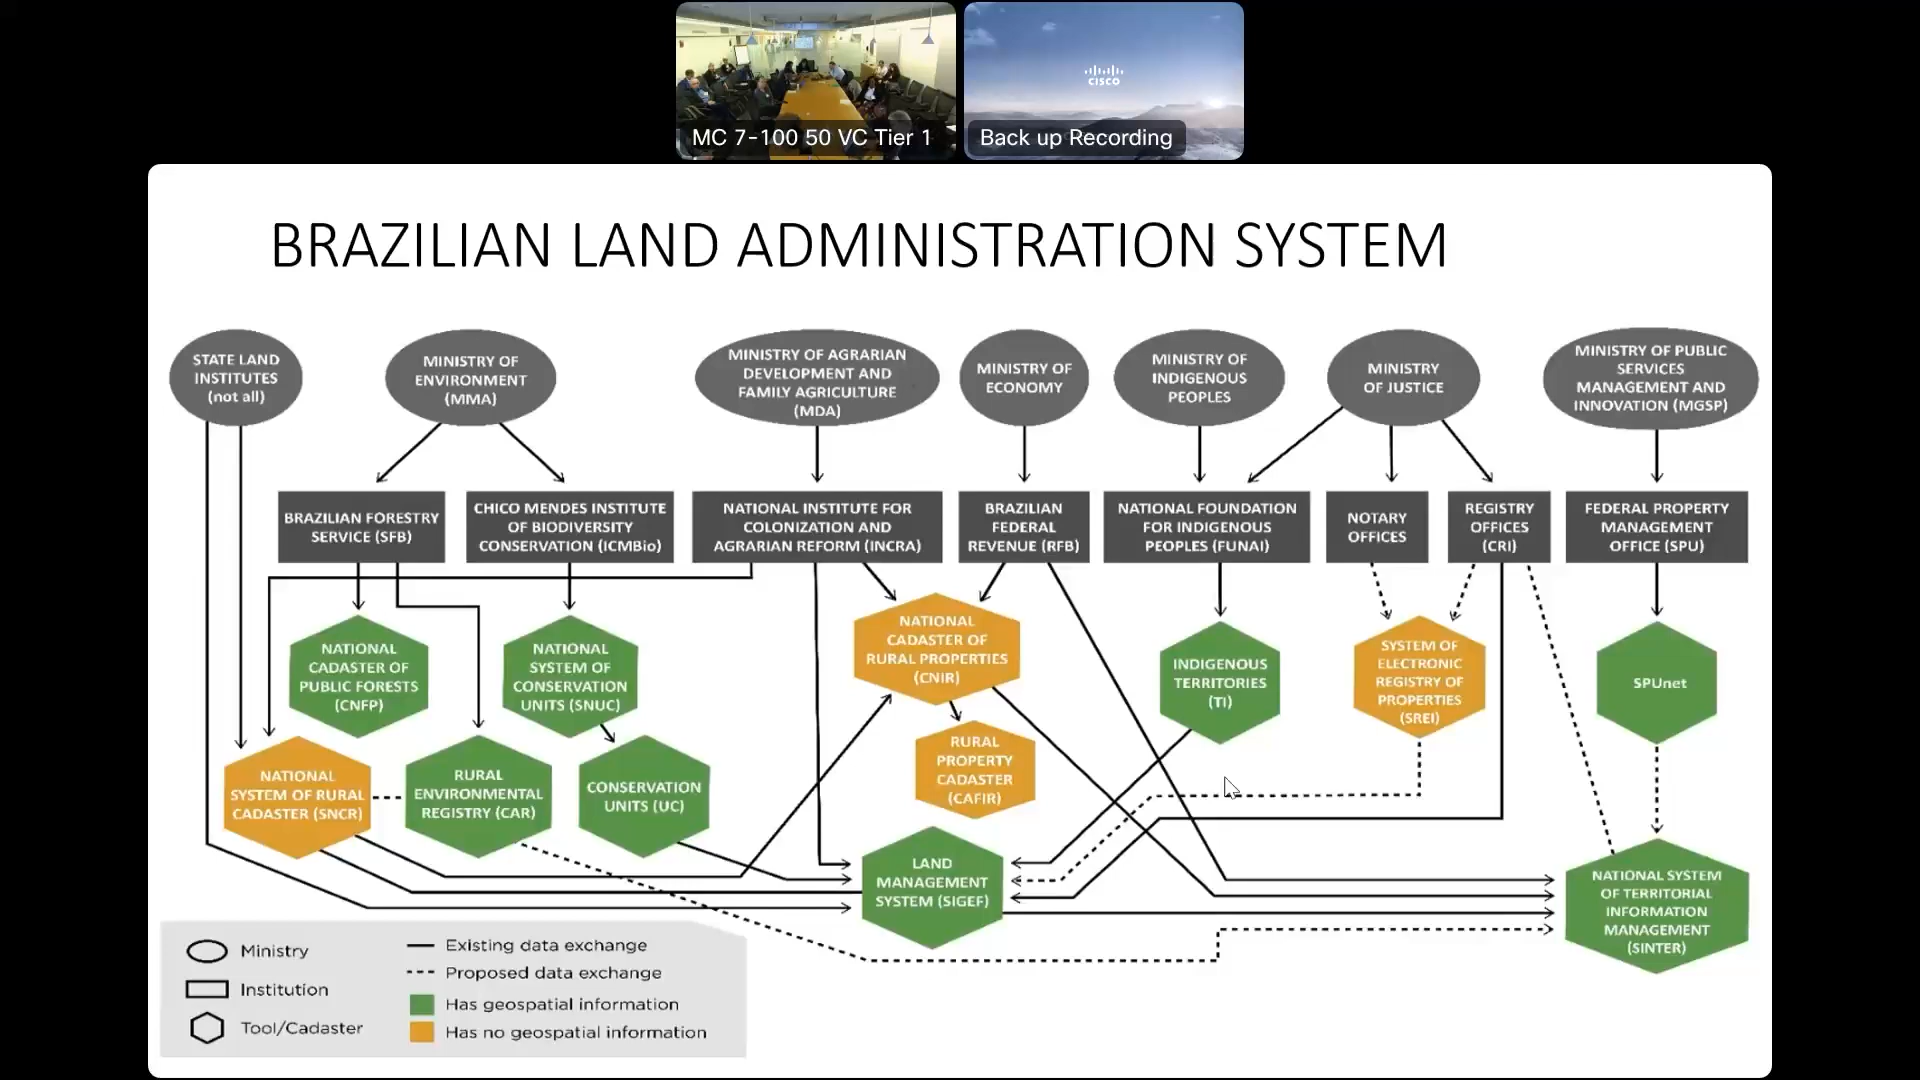 CISCO
MC 7-100 50 VC Tier 1
Back up Recording
BRAZILIAN LAND ADMINISTRATION SYSTEM
STATE LAND
INSTITUTES
(not all)
MINISTRY OF
ENVIRONMENT
(MMA)
MINISTRY OF AGRARIAN
DEVELOPMENT AND
FAMILY AGRICULTURE
(MDA)
MINISTRY OF
ECONOMY
MINISTRY OF
INDIGENOUS
PEOPLES
MINISTRY
OF JUSTICE
MINISTRY OF PUBLIC
SERVICES
MANAGEMENT AND
INNOVATION (MGSP)
BRAZILIAN FORESTRY
SERVICE (SFB)
CHICO MENDES INSTITUTE
OF BIODIVERSITY
CONSERVATION (ICMBio)
NATIONAL INSTITUTE FOR
COLONIZATION AND
AGRARIAN REFORM (INCRA)
BRAZILIAN
FEDERAL
REVENUE (RFB)
NATIONAL FOUNDATION
FOR INDIGENOUS
PEOPLES (FUNAI)
NOTARY
OFFICES
REGISTRY
OFFICES
(CRI)
FEDERAL PROPERTY
MANAGEMENT
OFFICE (SPU)
NATIONAL
CADASTER OF
PUBLIC FORESTS
(CNFP)
NATIONAL
SYSTEM OF
CONSERVATION
UNITS (SNUC)
NATIONAL
CADASTER OF
RURAL PROPERTIES
(CNIR)
INDIGENOUS
TERRITORIES
(TI)
SYSTEM OF
ELECTRONIC
REGISTRY OF
PROPERTIES
(SREI)
SPUnet
NATIONAL
SYSTEM OF RURAL
CADASTER (SNCR)
RURAL
ENVIRONMENTAL
REGISTRY (CAR)
CONSERVATION
UNITS (UC)
RURAL
PROPERTY
CADASTER
(CAFIR)
LAND
MANAGEMENT
SYSTEM (SIGEF)
NATIONAL SYSTEM
OF TERRITORIAL
INFORMATION
MANAGEMENT
(SINTER)
Ministry
Institution
Tool/Cadaster
Existing data exchange
Proposed data exchange
Has geospatial information
Has no geospatial information